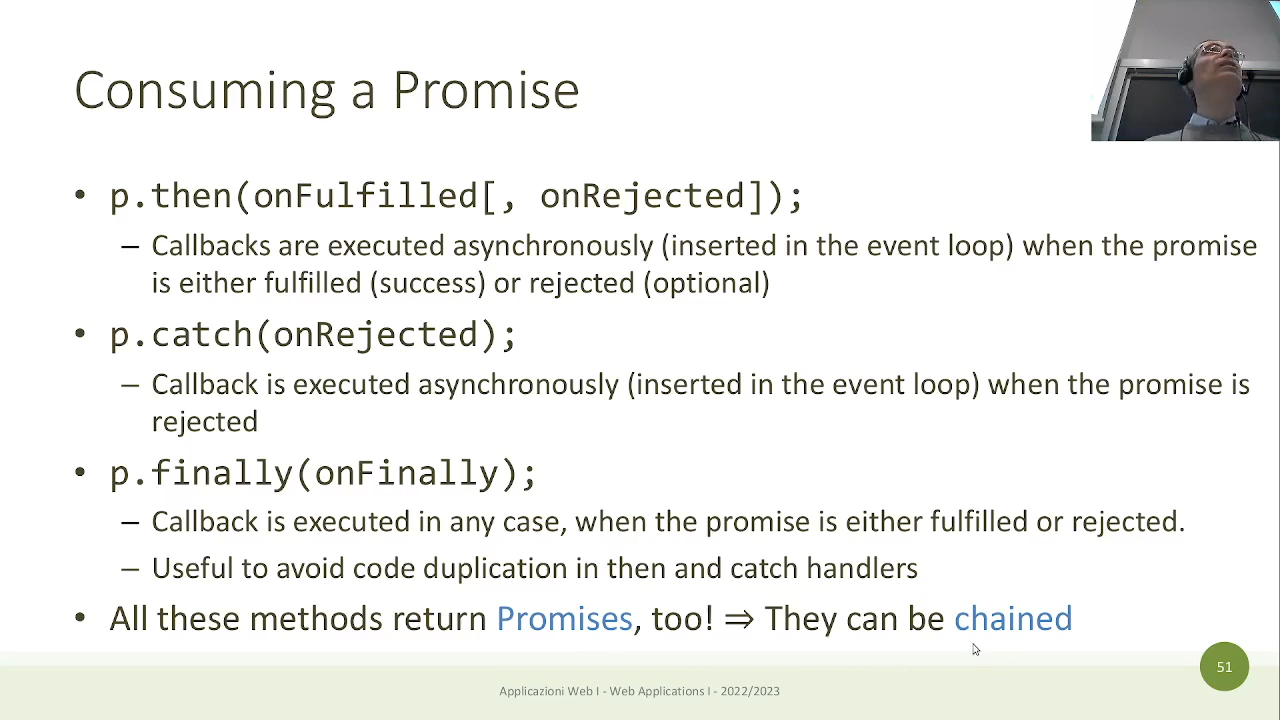 Consuming a Promise
• p.then(onFulfilled[, onRejected]);
– Callbacks are executed asynchronously (inserted in the event loop) when the promise
is either fulfilled (success) or rejected (optional)
• p.catch(onRejected);
– Callback is executed asynchronously (inserted in the event loop) when the promise is
rejected
• p.finally(onFinally);
– Callback is executed in any case, when the promise is either fulfilled or rejected.
– Useful to avoid code duplication in then and catch handlers
• All these methods return Promises, too! ⇒ They can be chained
51
Applicazioni Web I - Web Applications I - 2022/2023